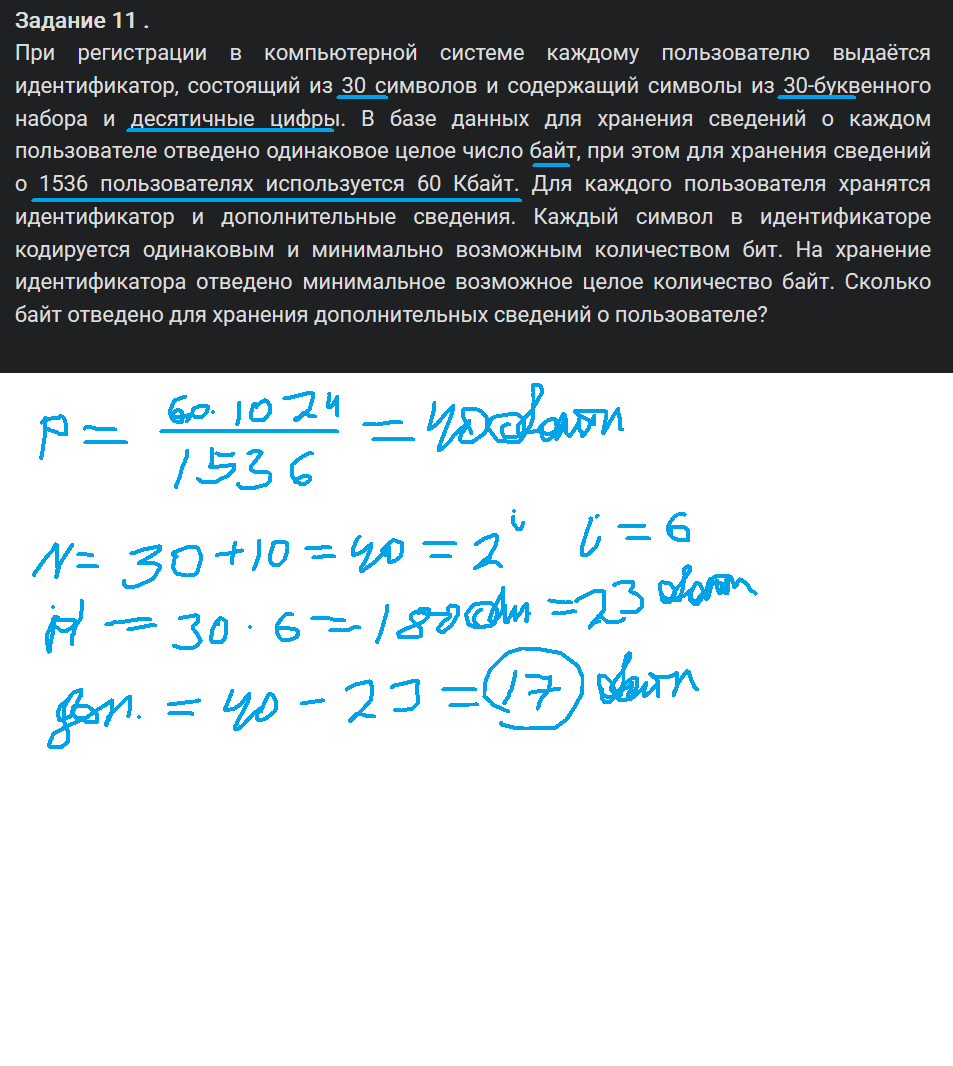 Задание 11 .
При регистрации в компьютерной системе каждому пользователю выдаётся
идентификатор, состоящий из 30 символов и содержащий символы из 30-буквенного
набора и десятичные цифры. В базе данных для хранения сведений о каждом
пользователе отведено одинаковое целое число байт, при этом для хранения сведений
о 1536 пользователях используется 60 Кбайт. Для каждого пользователя хранятся
идентификатор и дополнительные сведения. Каждый символ в идентификаторе
кодируется одинаковым и минимально возможным количеством бит. На хранение
идентификатора отведено минимальное возможное целое количество байт. Сколько
байт отведено для хранения дополнительных сведений о пользователе?
P = 60·1024 / 1536 = 40 байт
N = 30 + 10 = 40 = 2^i i = 6
= 30 · 6 = 180 бит = 23 байт
доп. = 40 - 23 = 17 байт